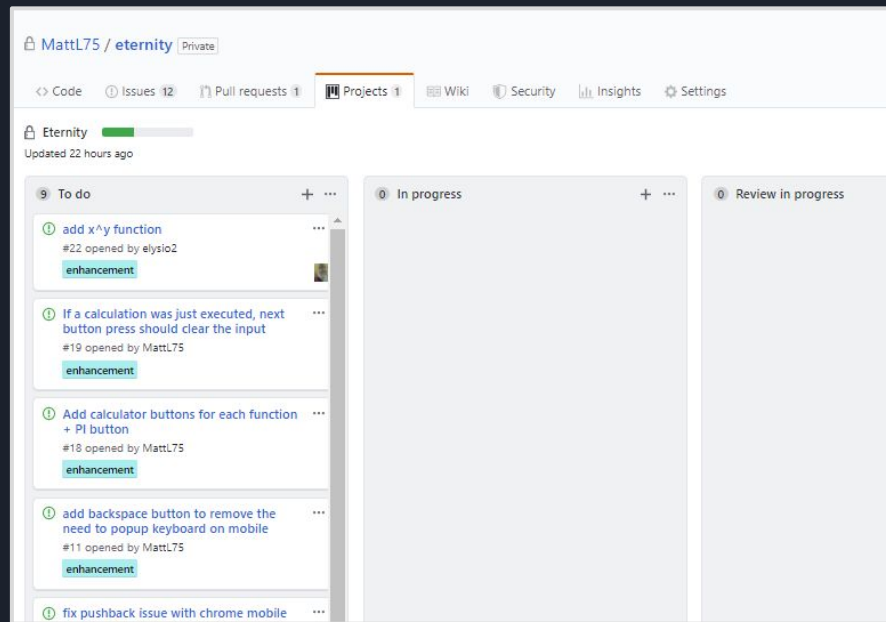 MattL75 / eternity Private
Code Issues 12 Pull requests 1 Projects 1 Wiki Security Insights Settings
Eternity
Updated 22 hours ago
9 To do + ...
add x^y function ...
#22 opened by elysio2
enhancement
If a calculation was just executed, next ...
button press should clear the input
#19 opened by MattL75
enhancement
Add calculator buttons for each function ...
+ PI button
#18 opened by MattL75
enhancement
add backspace button to remove the ...
need to popup keyboard on mobile
#11 opened by MattL75
enhancement
fix pushback issue with chrome mobile ...
0 In progress + ...
0 Review in progress